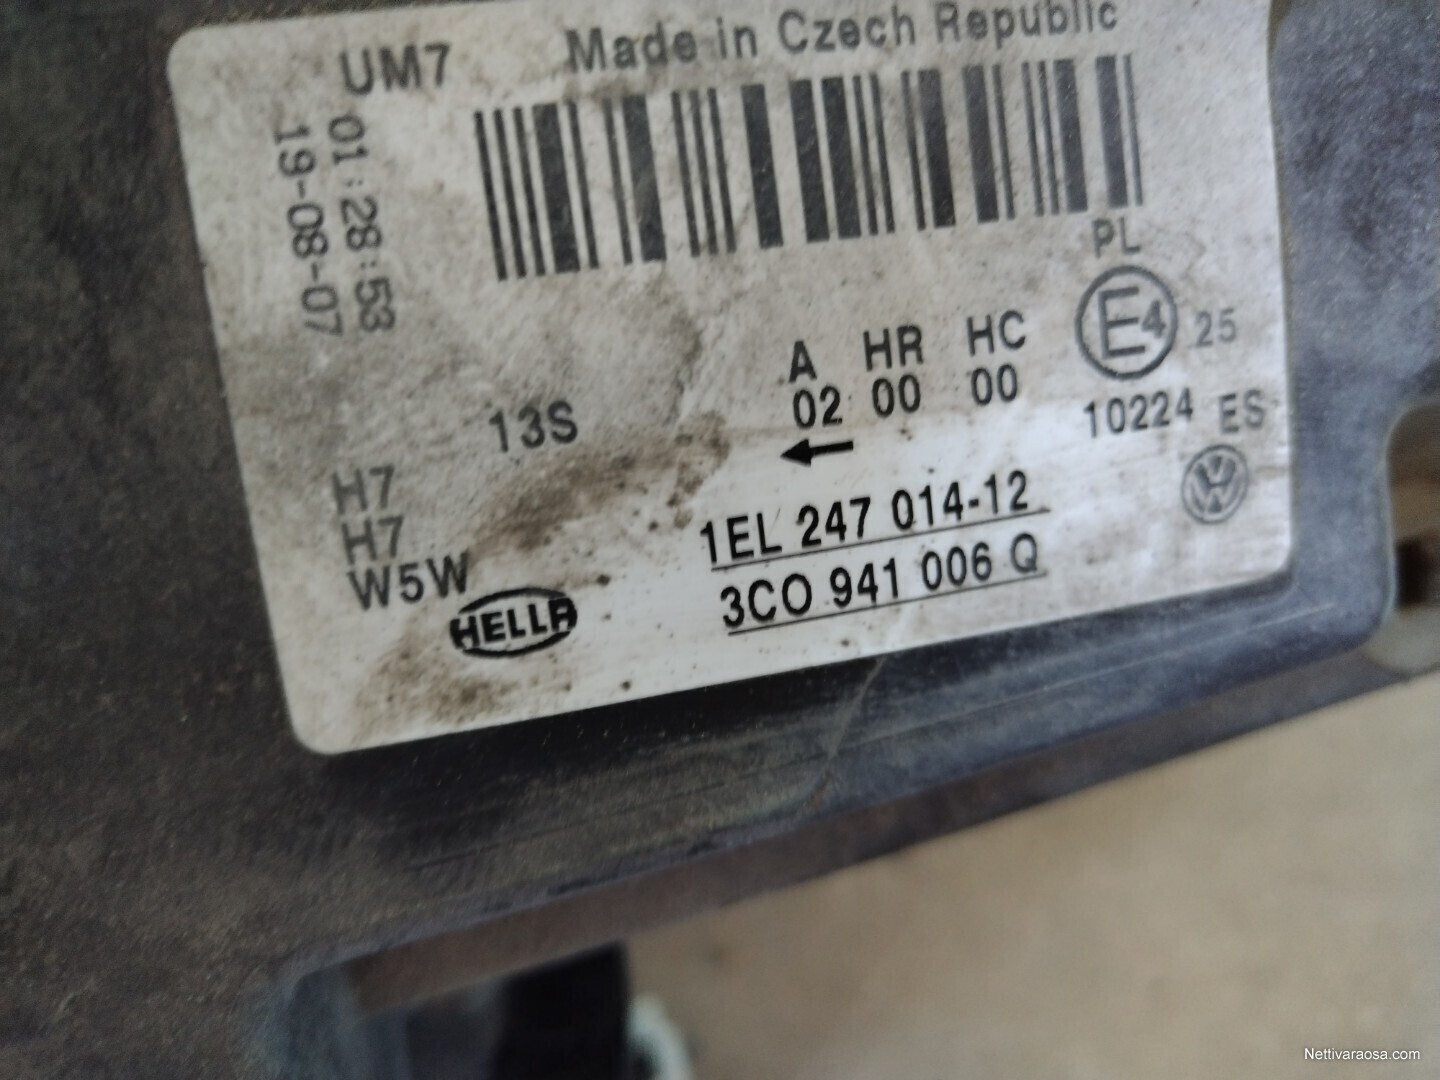 UM7 Made in Czech Republic
01:28:53
19-08-07
PL
E4 25
A HR HC
02 00 00
10224 ES
13S
H7
H7
W5W
HELLA
1EL 247 014-12
3CO 941 006 Q
VW
Nettivaraosa.com